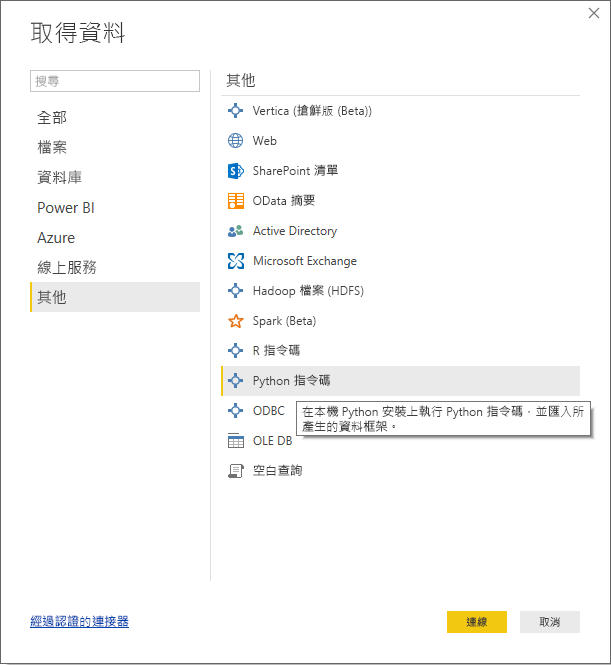 取得資料
搜尋
全部
檔案
資料庫
Power BI
Azure
線上服務
其他
其他
Vertica (搶鮮版 (Beta))
Web
SharePoint 清單
OData 摘要
Active Directory
Microsoft Exchange
Hadoop 檔案 (HDFS)
Spark (Beta)
R 指令碼
Python 指令碼
ODBC
在本機 Python 安裝上執行 Python 指令碼，並匯入所
產生的資料框架。
OLE DB
空白查詢
經過認證的連接器
連線
取消